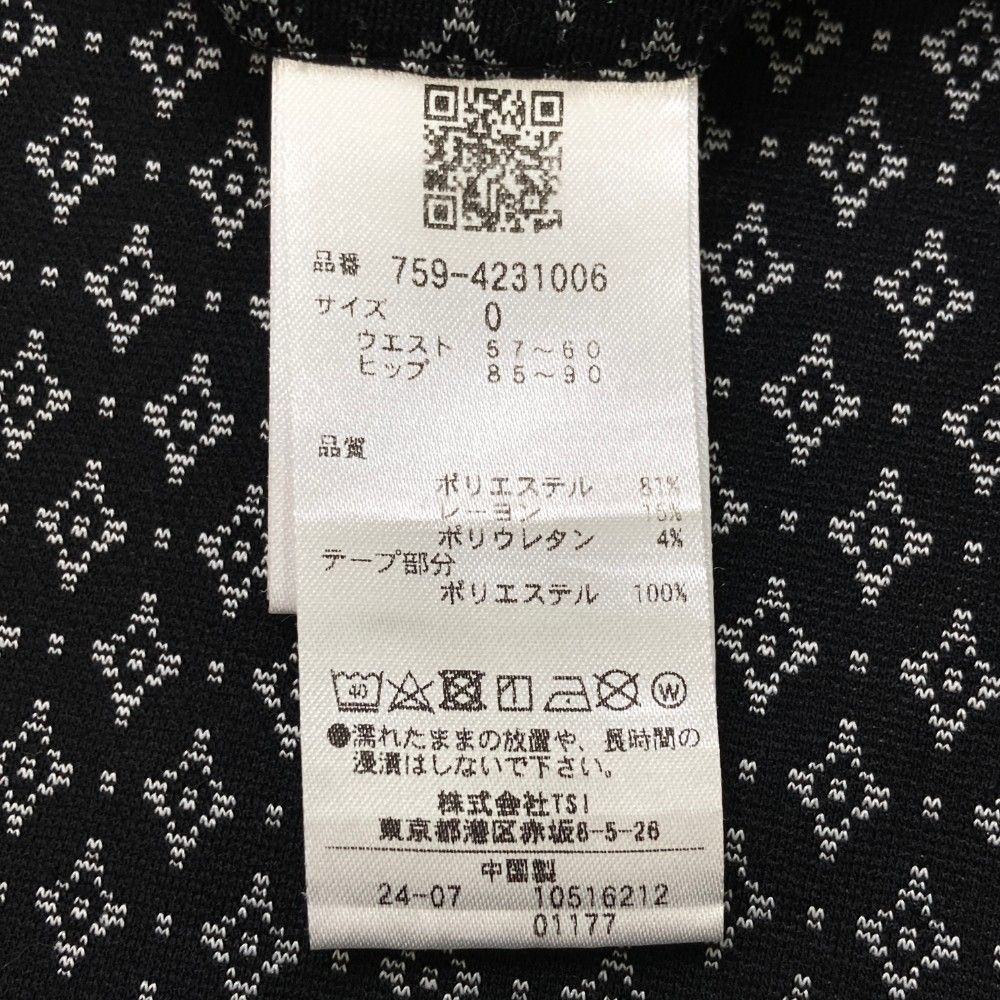 品番 759-4231006
サイズ 0
ウエスト 57～60
ヒップ 85～90
品質
ポリエステル 81%
レーヨン 15%
ポリウレタン 4%
テープ部分
ポリエステル 100%
40
W
●濡れたままの放置や、長時間の
浸漬はしないで下さい。
株式会社TSI
東京都港区赤坂8-5-26
中国製
24-07 10516212
01177